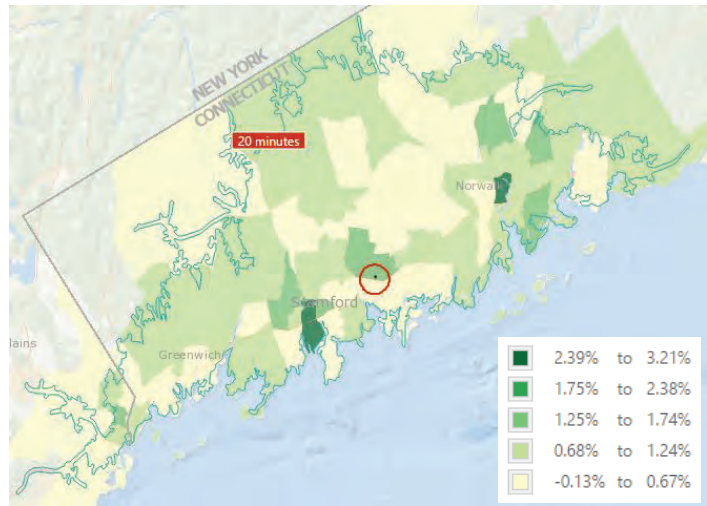 NEW YORK
CONNECTICUT
20 minutes
Norwalk
Stamford
lains
Greenwich
2.39% to 3.21%
1.75% to 2.38%
1.25% to 1.74%
0.68% to 1.24%
-0.13% to 0.67%